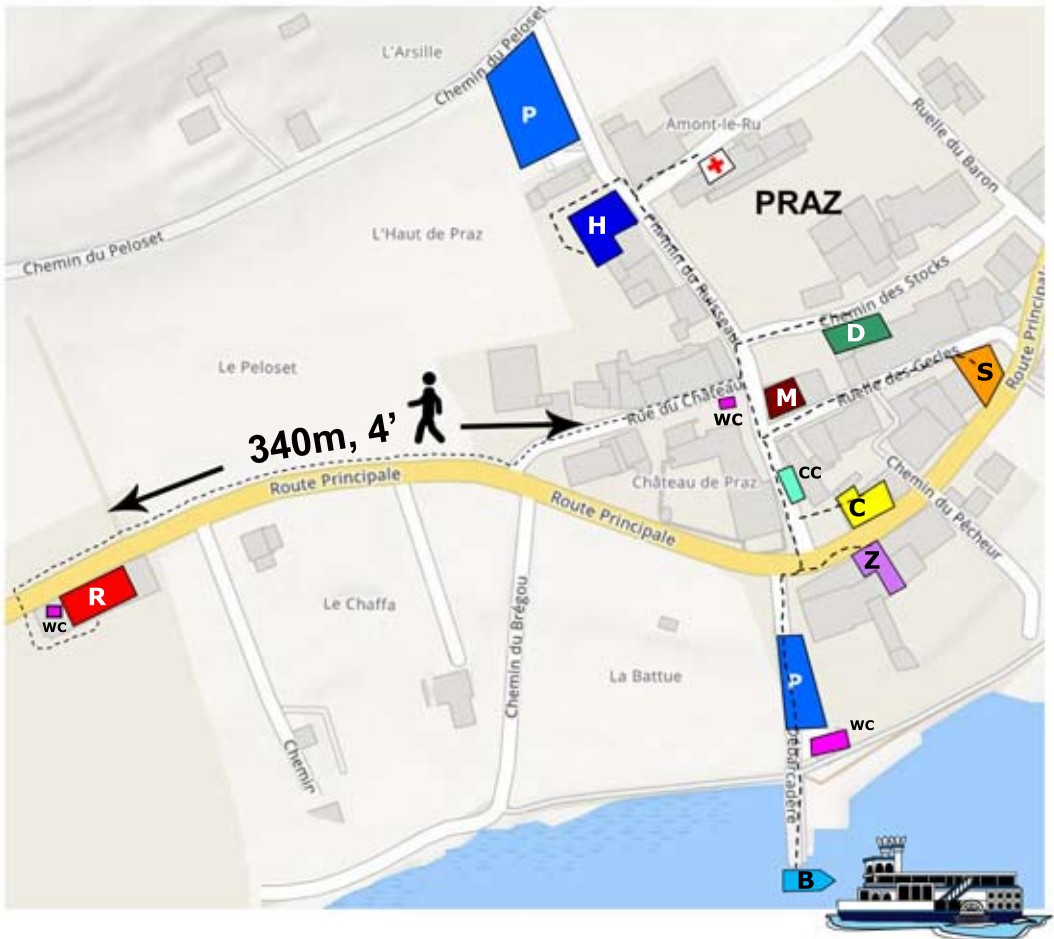 Chemin du Peloset
L'Arsille
P
Amont-le-Ru
Ruelle du Baron
PRAZ
H
L'Haut de Praz
Chemin du Peloset
Chemin du Ruisseau
Chemin des Stocks
D
Route Principale
Le Peloset
Ruelle des Gerles
S
M
Rue du Château
WC
340m, 4’
CC
Château de Praz
Route Principale
C
Chemin du Pêcheur
Route Principale
Z
R
WC
Le Chaffa
Chemin du Brégou
La Battue
P
WC
Chemin
Débarcadère
B